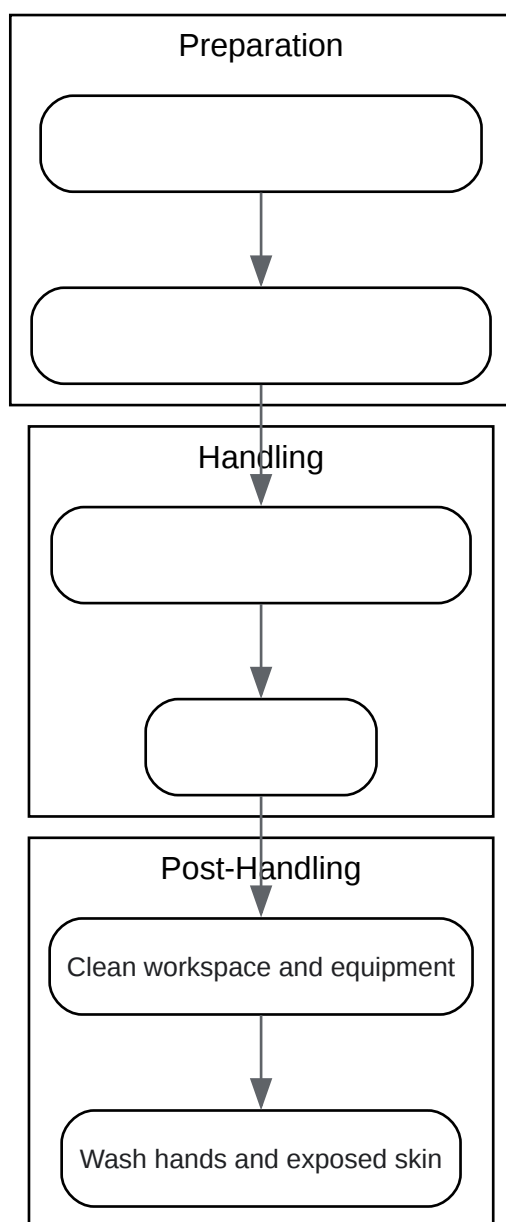 Preparation
Handling
Post-Handling
Clean workspace and equipment
Wash hands and exposed skin